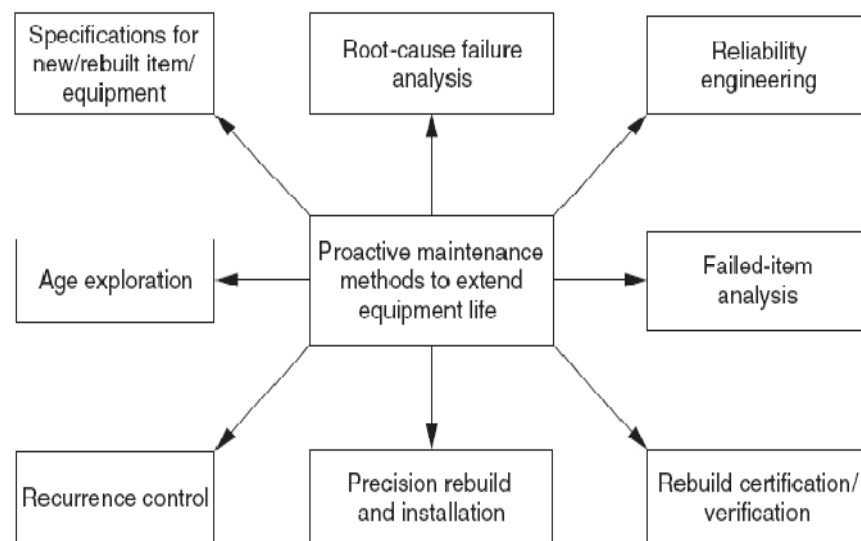 Specifications for
new/rebuilt item/
equipment
Root-cause failure
analysis
Reliability
engineering
Age exploration
Proactive maintenance
methods to extend
equipment life
Failed-item
analysis
Recurrence control
Precision rebuild
and installation
Rebuild certification/
verification